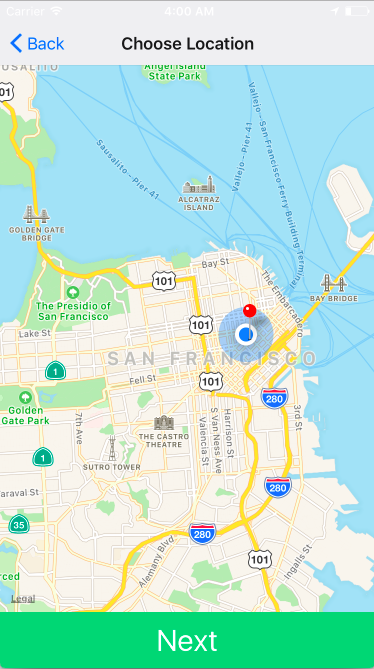 Carrier
4:00 AM
Back
Choose Location
SAUSALITO
Angel Island
State Park
101
Sausalito - Pier 41
Vallejo - Pier 41
Vallejo - San Francisco Ferry Building Terminal
ALCATRAZ
ISLAND
GOLDEN GATE
BRIDGE
Bay St
101
The Embarcadero
BAY BRIDGE
The Presidio of
San Francisco
101
Lake St
SAN FRANCISCO
1
Fell St
101
280
Golden
Gate Park
7th Ave
THE CASTRO
THEATRE
Valencia St
S Van Ness Ave
Harrison St
3rd St
1
SUTRO TOWER
280
Taraval St
35
280
Alemany Blvd
101
Ingalls St
rced
Legal
Next